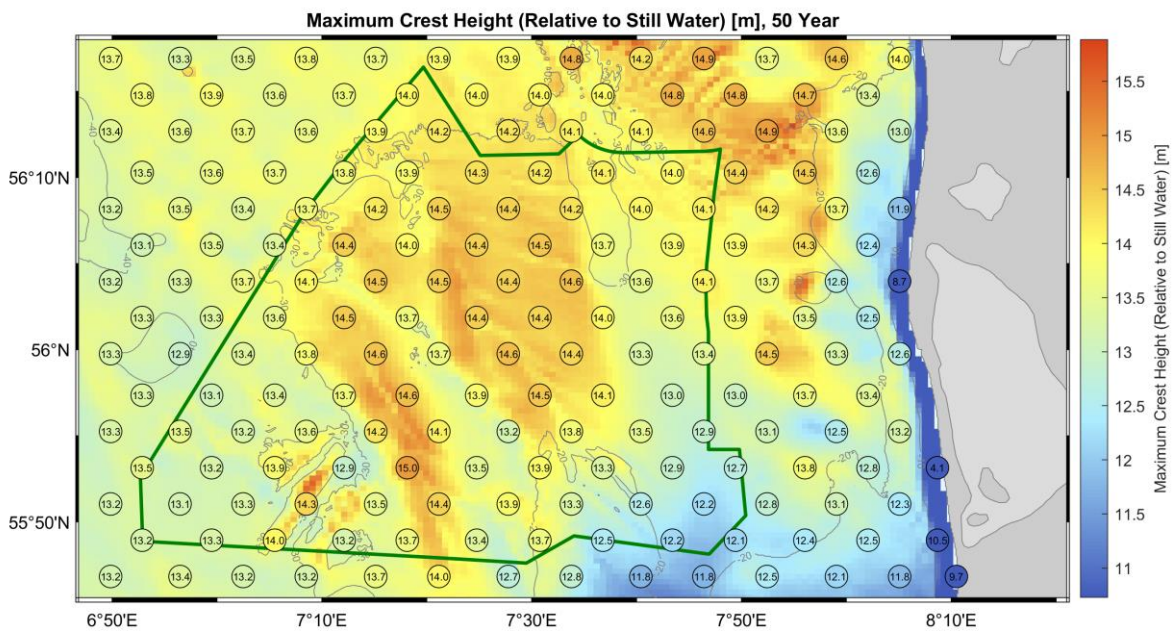 Maximum Crest Height (Relative to Still Water) [m], 50 Year
13.7 13.3 13.5 13.8 13.7 13.9 13.9 14.8 14.2 14.9 13.7 14.6 14.0
13.8 13.9 13.6 13.7 14.0 14.0 14.0 14.0 14.8 14.8 14.7 13.4
13.4 13.6 13.7 13.6 13.9 14.2 14.2 14.1 14.1 14.6 14.9 13.6 13.0
56°10'N 13.5 13.6 13.7 13.8 13.9 14.3 14.2 14.1 14.0 14.4 14.5 12.6
13.2 13.5 13.4 13.7 14.2 14.5 14.4 14.2 14.0 14.1 14.2 13.7 11.9
13.1 13.5 13.4 14.4 14.0 14.4 14.5 13.7 13.9 13.9 14.3 12.4
13.4 13.3 13.7 14.1 14.5 14.5 14.4 14.6 13.6 14.1 13.7 12.6 8.7
13.3 13.3 13.6 14.5 13.7 14.4 14.4 14.0 13.6 13.9 13.5 12.5
56°N 13.3 12.9 13.4 13.8 14.6 13.7 14.6 14.4 13.3 13.4 14.5 13.3 12.6
13.3 13.1 13.4 13.7 14.6 13.9 14.5 14.1 13.0 13.0 13.7 13.4
13.3 13.5 13.2 13.6 14.2 14.1 13.2 13.8 13.5 12.9 13.1 12.5 13.2
13.5 13.2 13.9 12.9 15.0 13.5 13.9 13.3 12.9 12.7 13.8 12.8 4.1
55°50'N 13.2 13.1 13.3 14.3 13.5 14.4 13.9 13.3 12.6 12.2 12.8 13.1 12.3
13.2 13.3 14.0 13.2 13.7 13.4 13.7 12.5 12.2 12.1 12.4 12.5 10.5
13.2 13.4 13.2 13.2 13.7 14.0 12.7 12.8 11.8 11.8 12.5 12.1 11.8 9.7
6°50'E 7°10'E 7°30'E 7°50'E 8°10'E
15.5
15
14.5
14
13.5
13
12.5
12
11.5
11
Maximum Crest Height (Relative to Still Water) [m]